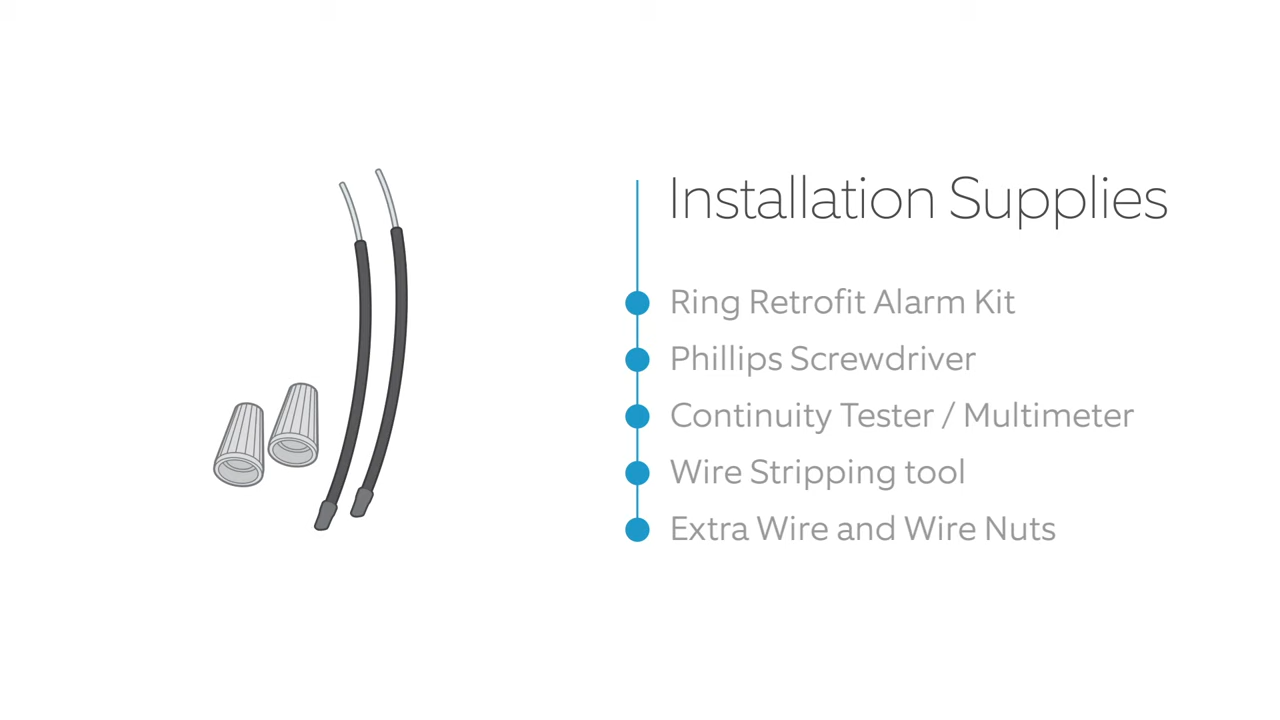 Installation Supplies
Ring Retrofit Alarm Kit
Phillips Screwdriver
Continuity Tester / Multimeter
Wire Stripping tool
Extra Wire and Wire Nuts